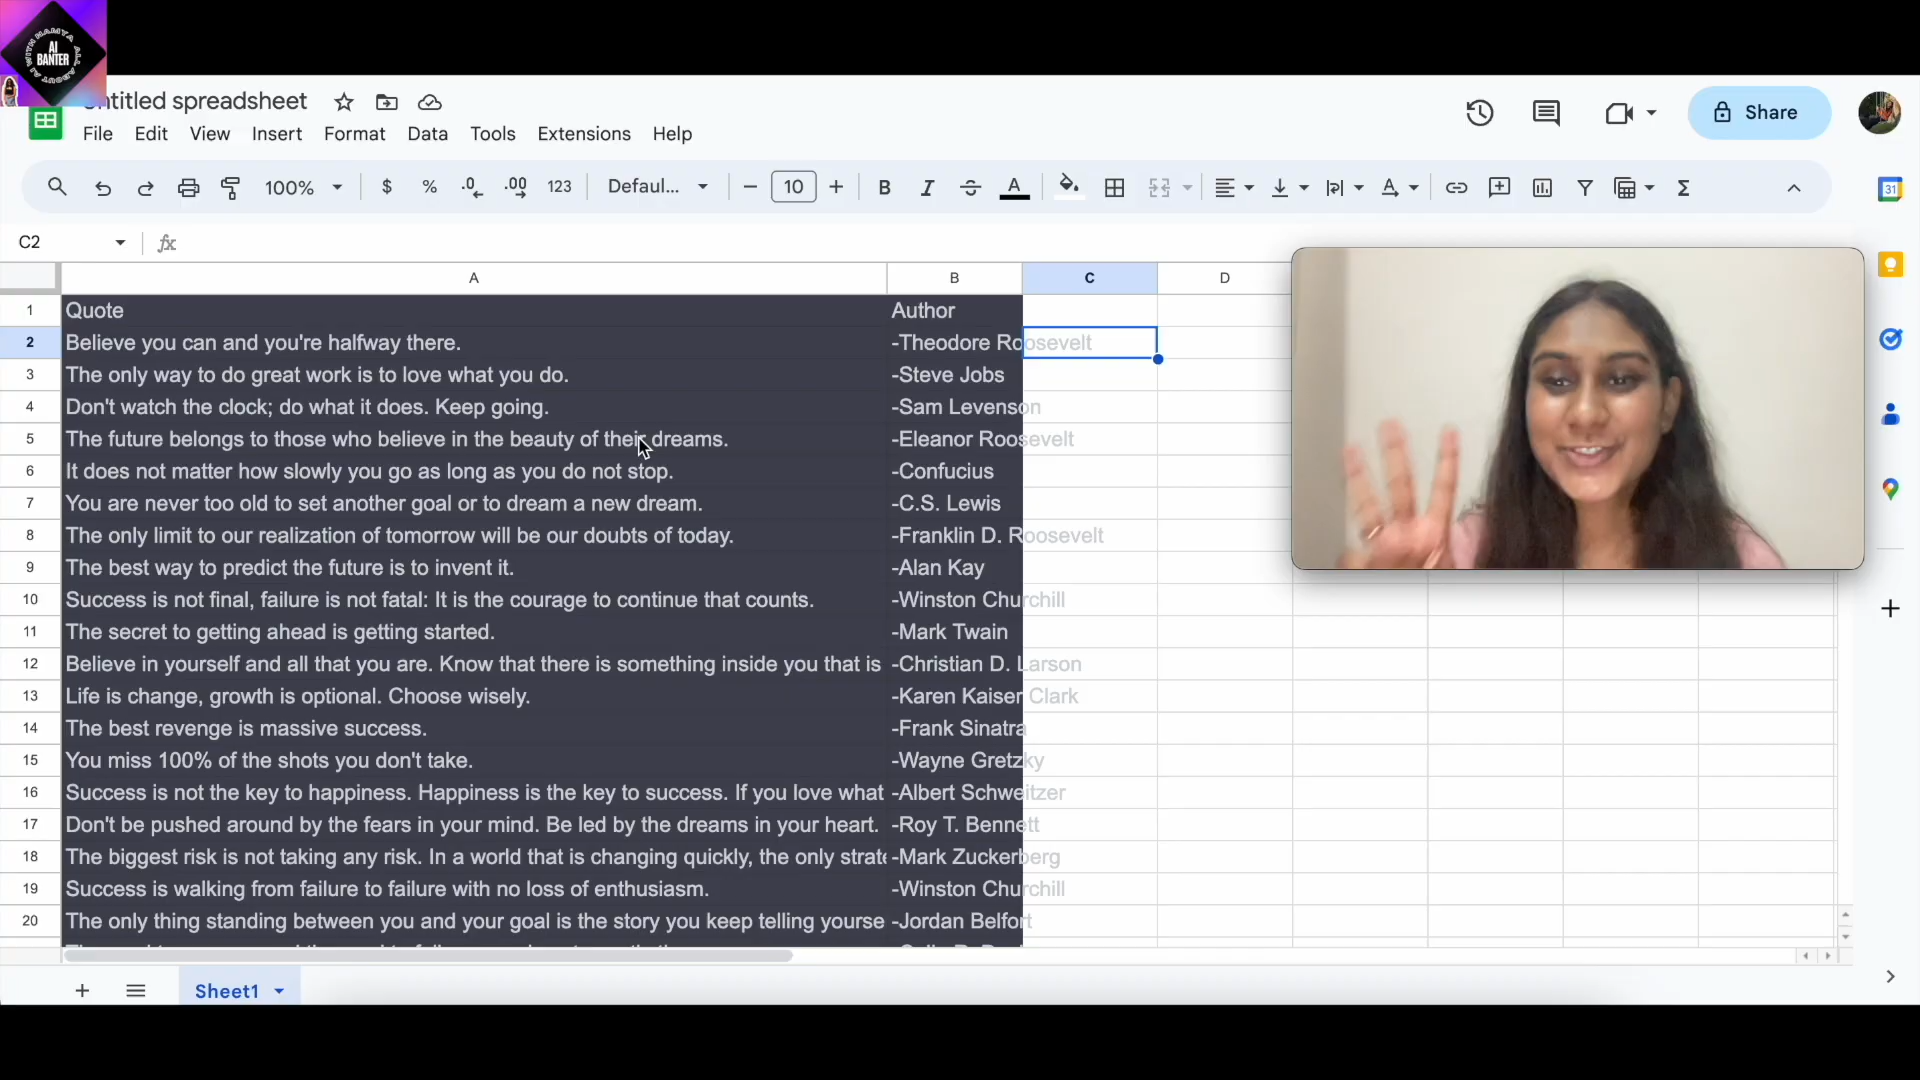 AI
BANTER
AI WITH NAMYA ALL ABOUT
ntitled spreadsheet
Share
File Edit View Insert Format Data Tools Extensions Help
100% $ % .0 .00 123 Defaul... 10 B I S A Σ
31
C2 fx
A B C D
1 Quote Author
2 Believe you can and you're halfway there. -Theodore Roosevelt
3 The only way to do great work is to love what you do. -Steve Jobs
4 Don't watch the clock; do what it does. Keep going. -Sam Levenson
5 The future belongs to those who believe in the beauty of their dreams. -Eleanor Roosevelt
6 It does not matter how slowly you go as long as you do not stop. -Confucius
7 You are never too old to set another goal or to dream a new dream. -C.S. Lewis
8 The only limit to our realization of tomorrow will be our doubts of today. -Franklin D. Roosevelt
9 The best way to predict the future is to invent it. -Alan Kay
10 Success is not final, failure is not fatal: It is the courage to continue that counts. -Winston Churchill
11 The secret to getting ahead is getting started. -Mark Twain
12 Believe in yourself and all that you are. Know that there is something inside you that is -Christian D. Larson
13 Life is change, growth is optional. Choose wisely. -Karen Kaiser Clark
14 The best revenge is massive success. -Frank Sinatra
15 You miss 100% of the shots you don't take. -Wayne Gretzky
16 Success is not the key to happiness. Happiness is the key to success. If you love what -Albert Schweitzer
17 Don't be pushed around by the fears in your mind. Be led by the dreams in your heart. -Roy T. Bennett
18 The biggest risk is not taking any risk. In a world that is changing quickly, the only strate -Mark Zuckerberg
19 Success is walking from failure to failure with no loss of enthusiasm. -Winston Churchill
20 The only thing standing between you and your goal is the story you keep telling yourse -Jordan Belfort
Sheet1